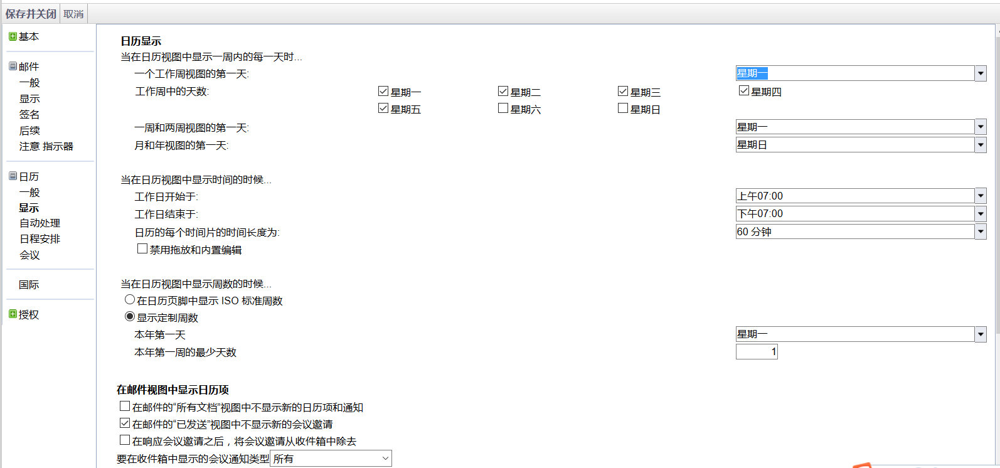 保存并关闭 取消
基本
邮件
一般
显示
签名
后续
注意 指示器
日历
一般
显示
自动处理
日程安排
会议
国际
授权
日历显示
当在日历视图中显示一周内的每一天时...
一个工作周视图的第一天: 星期一
工作周中的天数: 星期一 星期二 星期三 星期四
星期五 星期六 星期日
一周和两周视图的第一天: 星期一
月和年视图的第一天: 星期日
当在日历视图中显示时间的时候...
工作日开始于: 上午07:00
工作日结束于: 下午07:00
日历的每个时间片的时间长度为: 60 分钟
禁用拖放和内置编辑
当在日历视图中显示周数的时候...
在日历页脚中显示 ISO 标准周数
显示定制周数
本年第一天 星期一
本年第一周的最少天数 1
在邮件视图中显示日历项
在邮件的“所有文档”视图中不显示新的日历项和通知
在邮件的“已发送”视图中不显示新的会议邀请
在响应会议邀请之后，将会议邀请从收件箱中除去
要在收件箱中显示的会议通知类型 所有